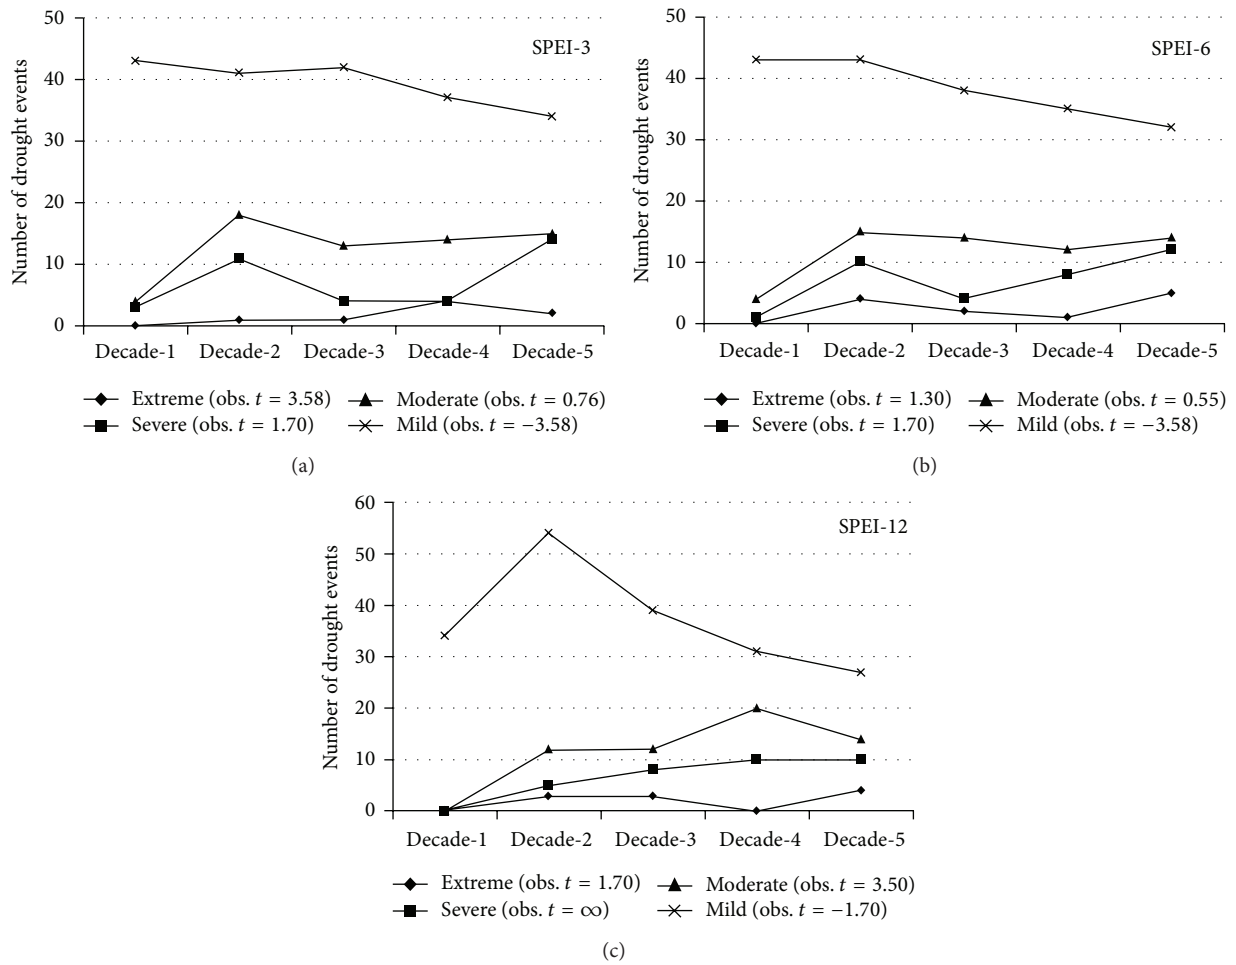 SPEI-3
Number of drought events
50
40
30
20
10
0
Decade-1 Decade-2 Decade-3 Decade-4 Decade-5
Extreme (obs. t = 3.58) Moderate (obs. t = 0.76)
Severe (obs. t = 1.70) Mild (obs. t = −3.58)
(a)
SPEI-6
Number of drought events
50
40
30
20
10
0
Decade-1 Decade-2 Decade-3 Decade-4 Decade-5
Extreme (obs. t = 1.30) Moderate (obs. t = 0.55)
Severe (obs. t = 1.70) Mild (obs. t = −3.58)
(b)
SPEI-12
Number of drought events
60
50
40
30
20
10
0
Decade-1 Decade-2 Decade-3 Decade-4 Decade-5
Extreme (obs. t = 1.70) Moderate (obs. t = 3.50)
Severe (obs. t = ∞) Mild (obs. t = −1.70)
(c)